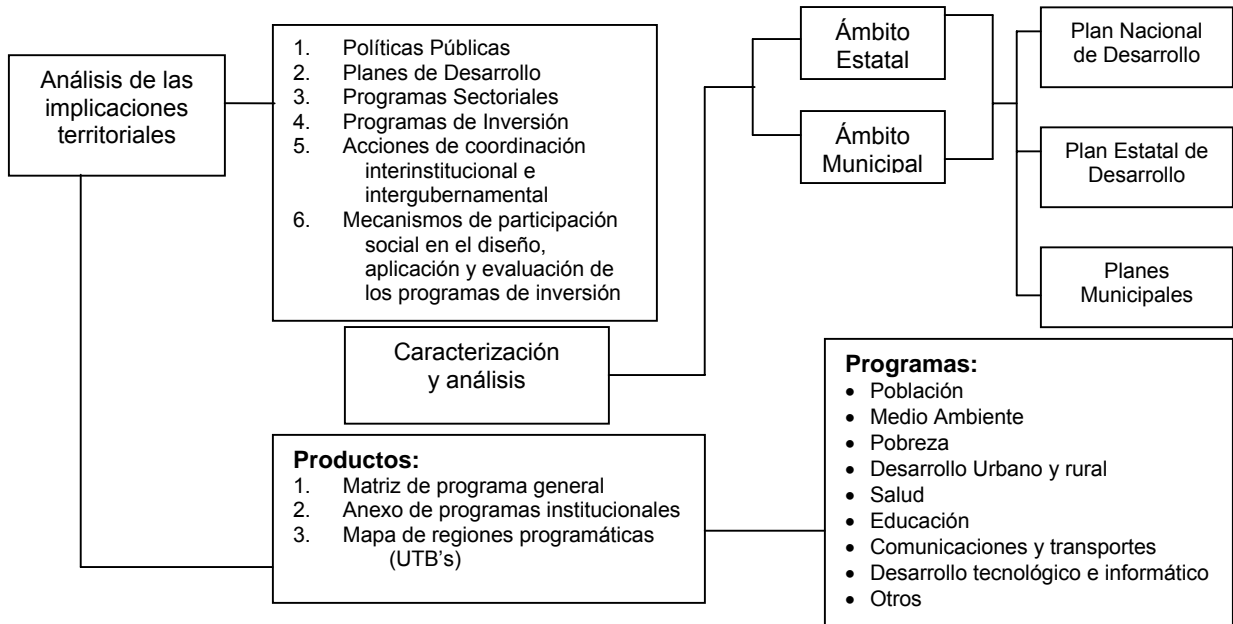 Análisis de las
implicaciones
territoriales
1. Políticas Públicas
2. Planes de Desarrollo
3. Programas Sectoriales
4. Programas de Inversión
5. Acciones de coordinación
interinstitucional e
intergubernamental
6. Mecanismos de participación
social en el diseño,
aplicación y evaluación de
los programas de inversión
Caracterización
y análisis
Ámbito
Estatal
Ámbito
Municipal
Plan Nacional
de Desarrollo
Plan Estatal de
Desarrollo
Planes
Municipales
Productos:
1. Matriz de programa general
2. Anexo de programas institucionales
3. Mapa de regiones programáticas
(UTB’s)
Programas:
• Población
• Medio Ambiente
• Pobreza
• Desarrollo Urbano y rural
• Salud
• Educación
• Comunicaciones y transportes
• Desarrollo tecnológico e informático
• Otros